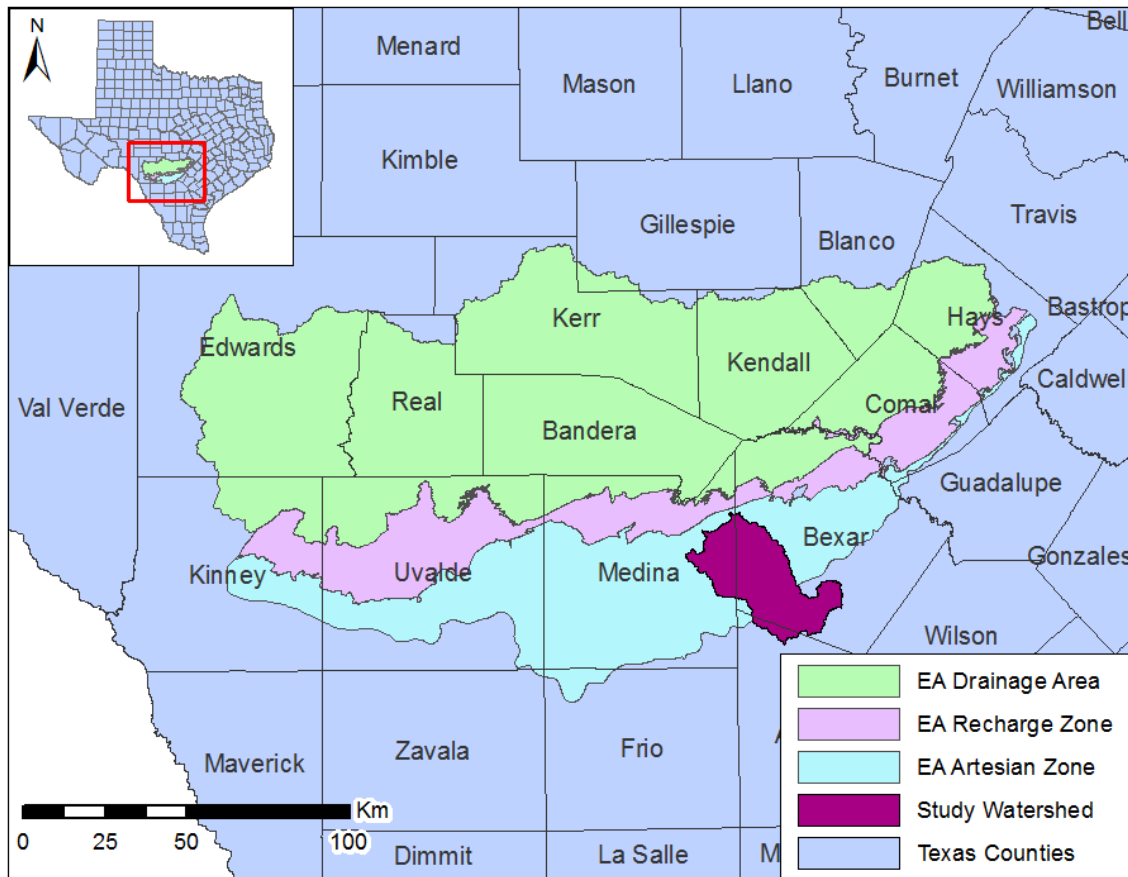 N
Bell
Menard
Mason
Llano
Burnet
Williamson
Kimble
Travis
Gillespie
Blanco
Kerr
Hays
Bastrop
Edwards
Kendall
Caldwell
Val Verde
Real
Comal
Bandera
Guadalupe
Bexar
Gonzales
Kinney
Uvalde
Medina
Wilson
EA Drainage Area
EA Recharge Zone
Maverick
Zavala
Frio
EA Artesian Zone
Study Watershed
Km
0
25
50
100
Dimmit
La Salle
Texas Counties